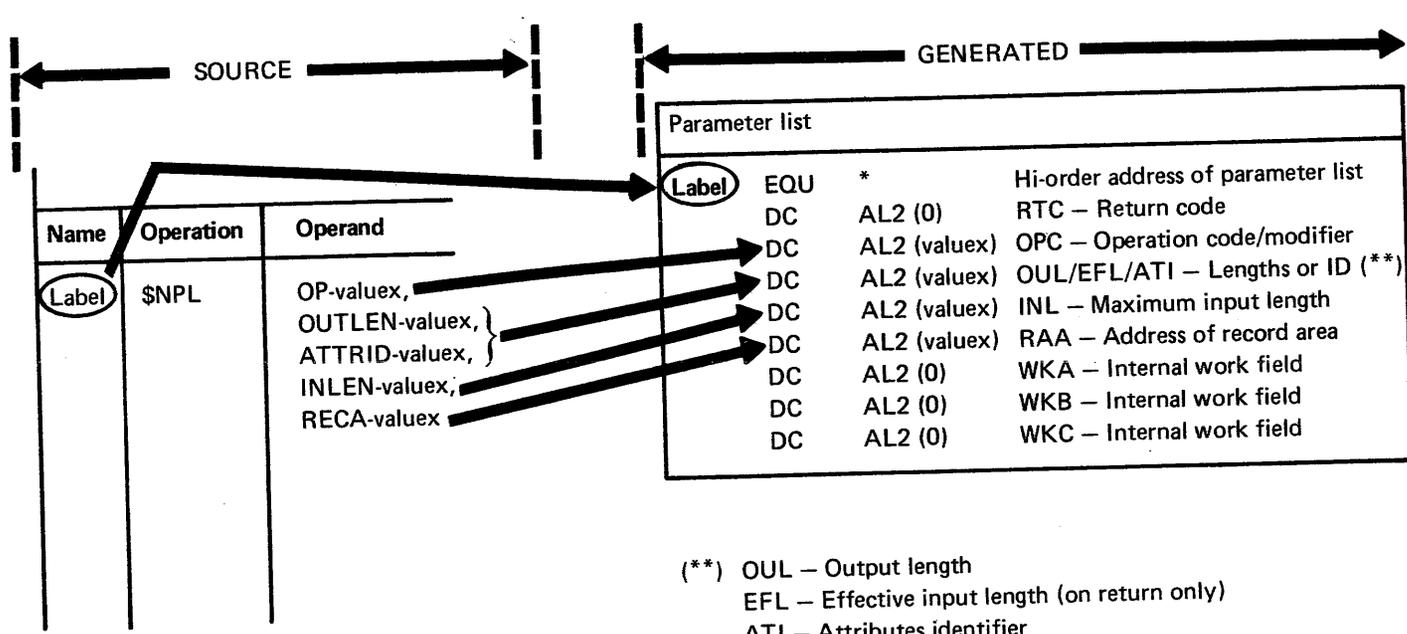 SOURCE
GENERATED
Name Operation Operand
Label $NPL OP-valuex,
OUTLEN-valuex,
ATTRID-valuex,
INLEN-valuex,
RECA-valuex
Parameter list
Label EQU * Hi-order address of parameter list
DC AL2 (0) RTC — Return code
DC AL2 (valuex) OPC — Operation code/modifier
DC AL2 (valuex) OUL/EFL/ATI — Lengths or ID (**)
DC AL2 (valuex) INL — Maximum input length
DC AL2 (valuex) RAA — Address of record area
DC AL2 (0) WKA — Internal work field
DC AL2 (0) WKB — Internal work field
DC AL2 (0) WKC — Internal work field
(**) OUL — Output length
EFL — Effective input length (on return only)
ATI — Attributes identifier